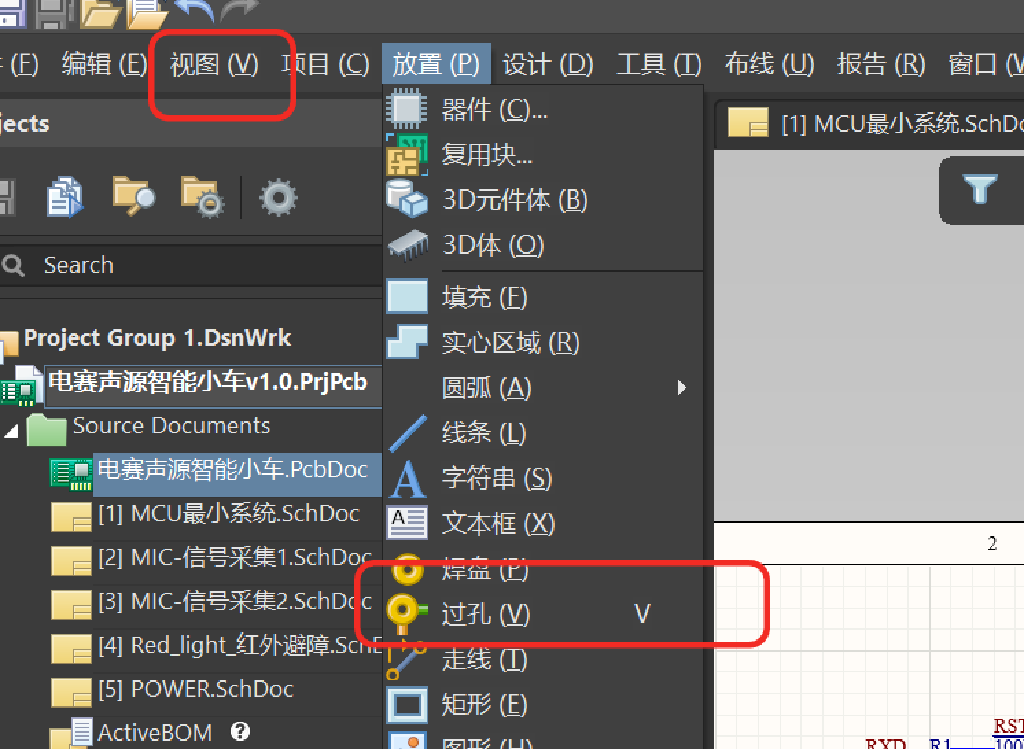 (F) 编辑 (E) 视图 (V) 项目 (C) 放置 (P) 设计 (D) 工具 (T) 布线 (U) 报告 (R) 窗口
jects
[1] MCU最小系统.SchDo
Search
Project Group 1.DsnWrk
电赛声源智能小车v1.0.PrjPcb
Source Documents
电赛声源智能小车.PcbDoc
[1] MCU最小系统.SchDoc
[2] MIC-信号采集1.SchDoc
[3] MIC-信号采集2.SchDoc
[4] Red_light_红外避障.SchD
[5] POWER.SchDoc
ActiveBOM
器件 (C)...
复用块...
3D元件体 (B)
3D体 (O)
填充 (F)
实心区域 (R)
圆弧 (A)
线条 (L)
字符串 (S)
文本框 (X)
焊盘 (P)
过孔 (V) V
走线 (T)
矩形 (E)
图形 (H)
2
RST
RXD R1 100